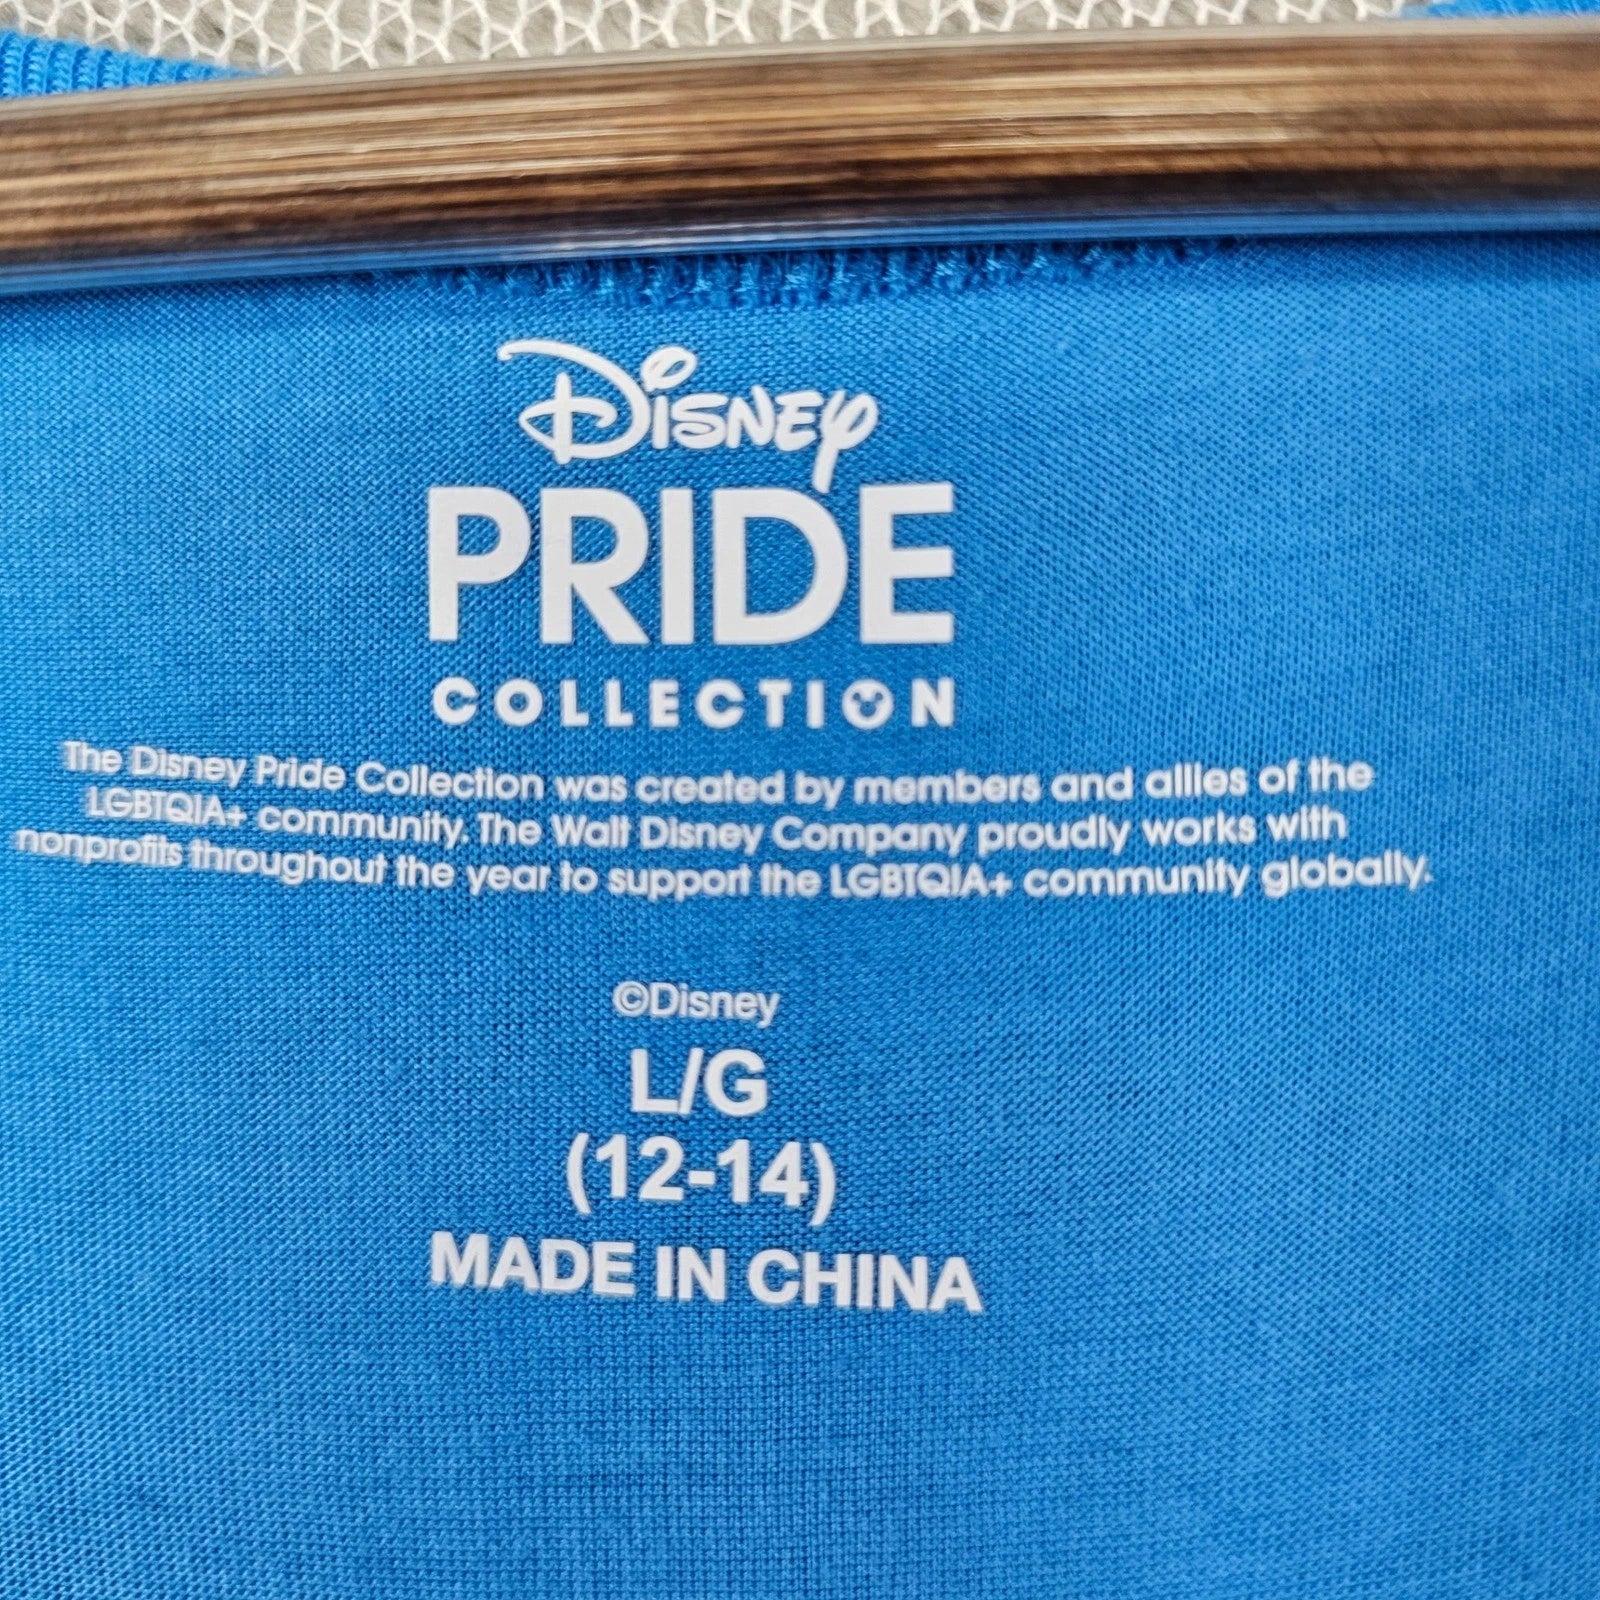 Disney
PRIDE
COLLECTION
The Disney Pride Collection was created by members and allies of the
LGBTQIA+ community. The Walt Disney Company proudly works with
nonprofits throughout the year to support the LGBTQIA+ community globally.
©Disney
L/G
(12-14)
MADE IN CHINA